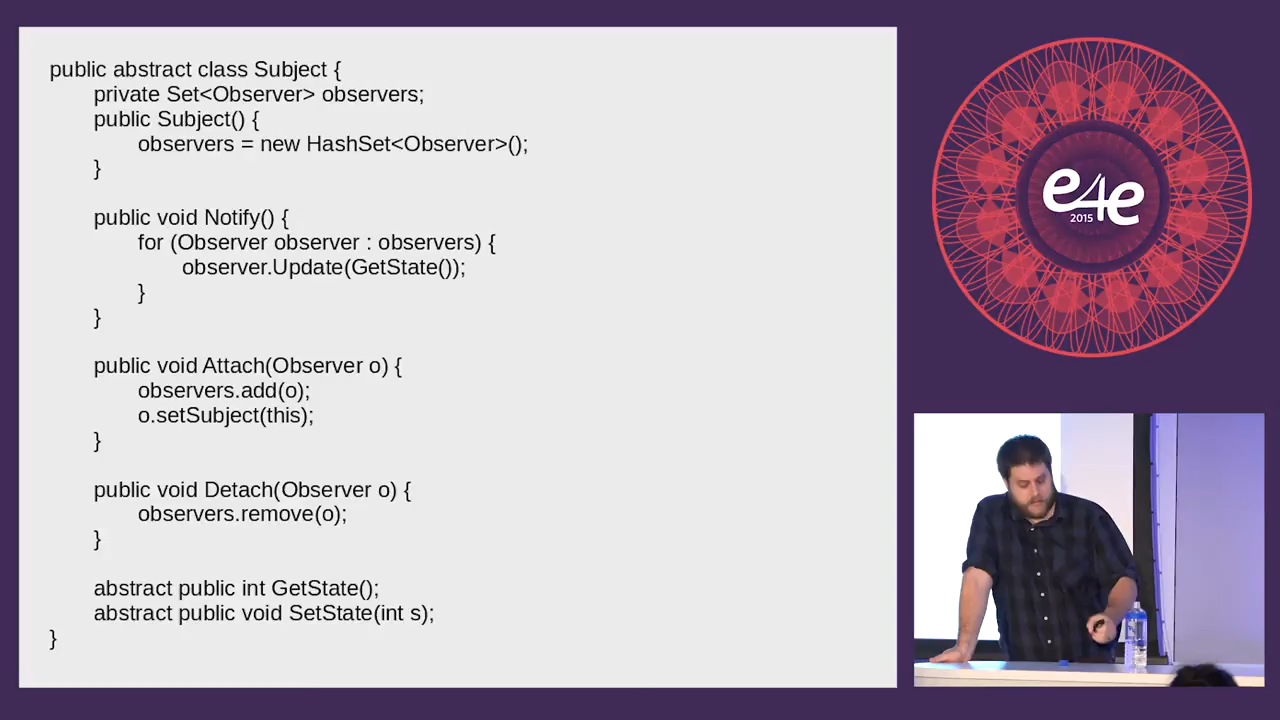 public abstract class Subject {
private Set<Observer> observers;
public Subject() {
observers = new HashSet<Observer>();
}
public void Notify() {
for (Observer observer : observers) {
observer.Update(GetState());
}
}
public void Attach(Observer o) {
observers.add(o);
o.setSubject(this);
}
public void Detach(Observer o) {
observers.remove(o);
}
abstract public int GetState();
abstract public void SetState(int s);
}
e4e
2015